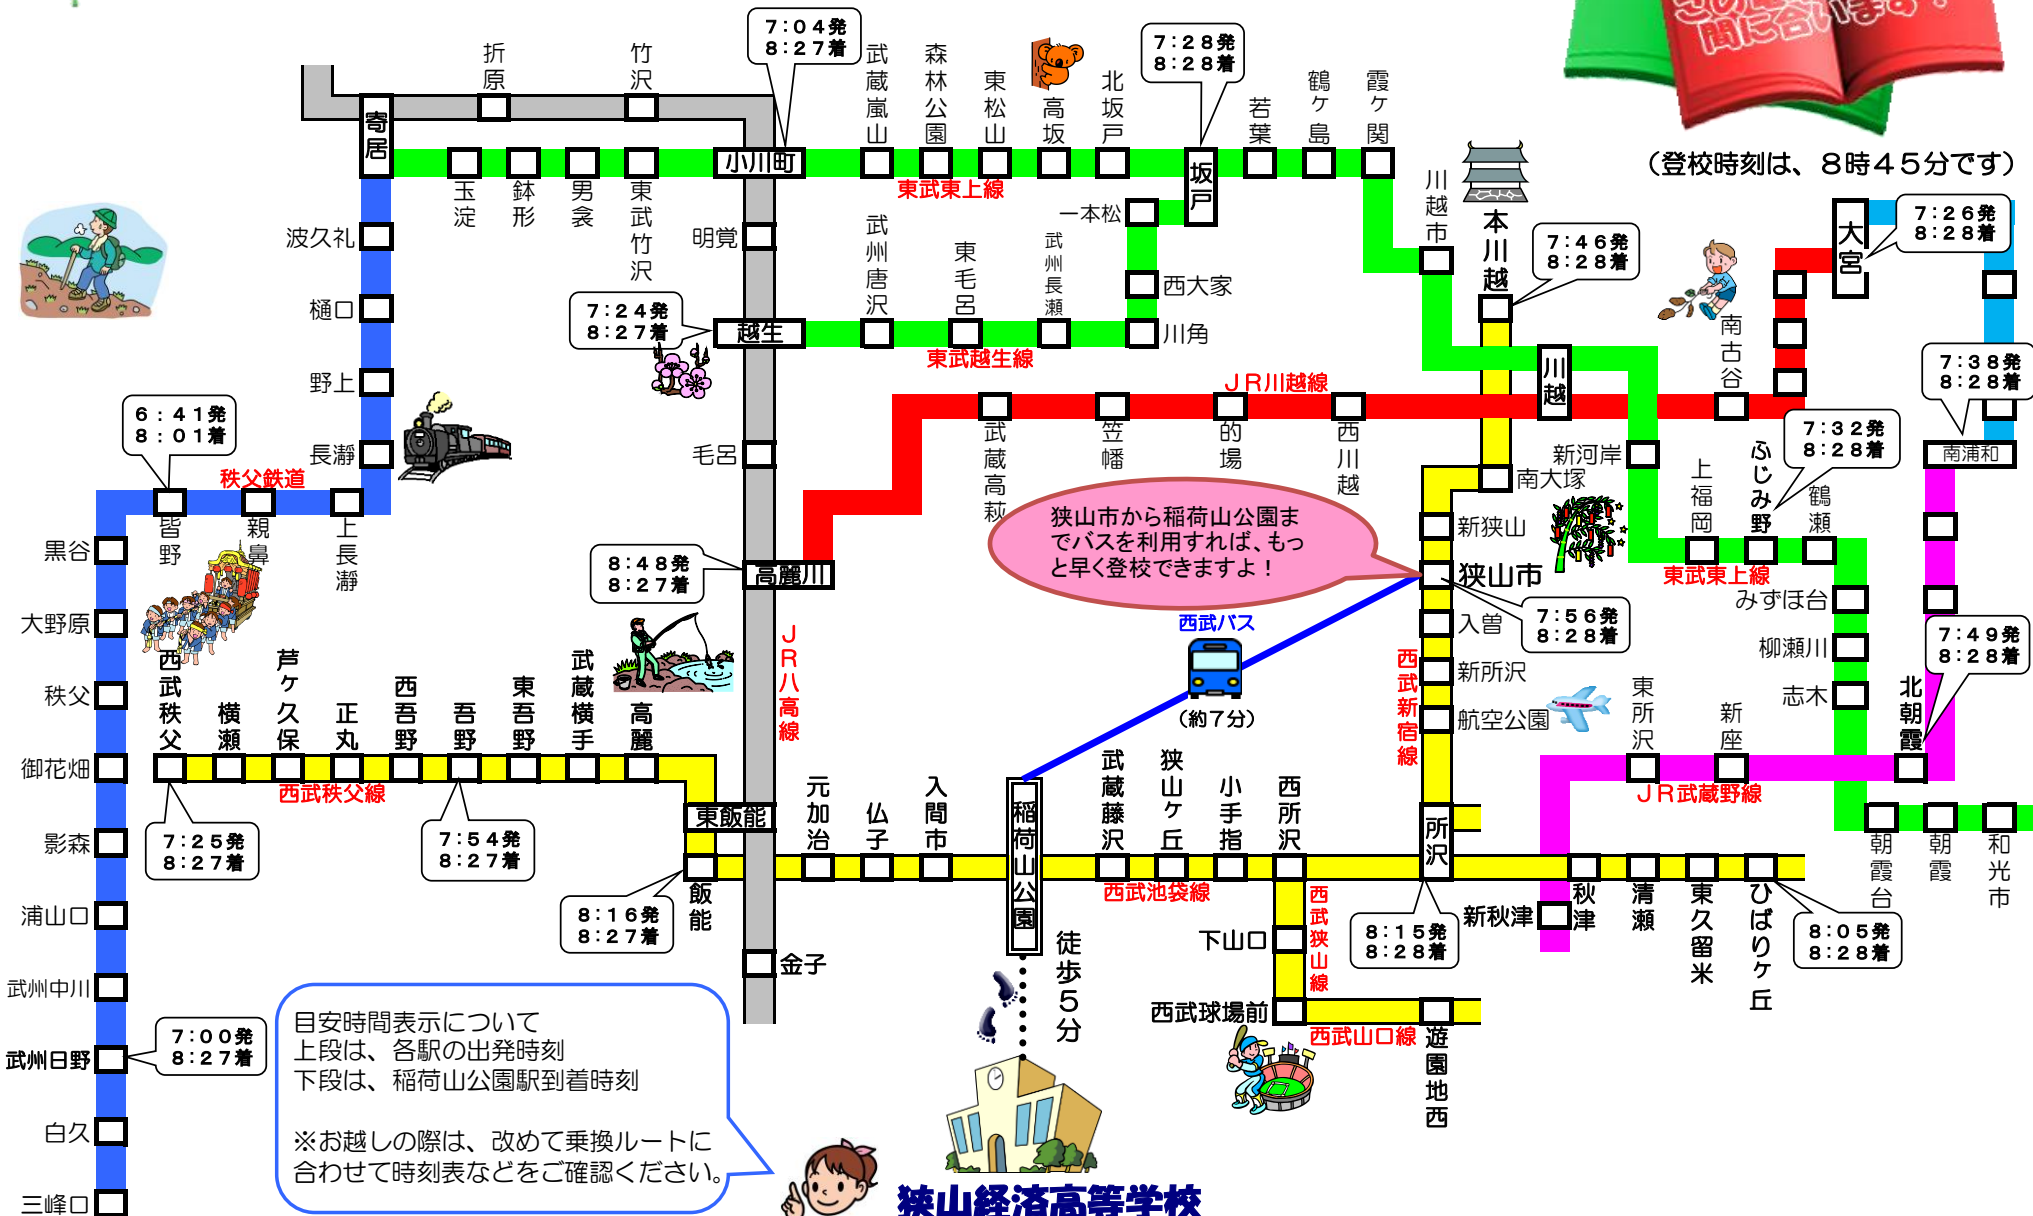 この電
間に合います!
(登校時刻は、8時45分です)
7:04発
8:27着
7:28発
8:28着
折原
竹沢
武蔵嵐山
森林公園
東松山
高坂
北坂戸
若葉
鶴ヶ島
霞ヶ関
寄居
小川町
坂戸
東武東上線
玉淀
鉢形
男衾
東武竹沢
川越市
本川越
7:46発
8:28着
大宮
7:26発
8:28着
波久礼
明覚
武州唐沢
東毛呂
武州長瀬
一本松
西大家
川角
樋口
7:24発
8:27着
越生
東武越生線
南古谷
野上
JR川越線
川越
7:38発
8:28着
6:41発
8:01着
長瀞
毛呂
武蔵高萩
笠幡
的場
西川越
南大塚
新河岸
上福岡
ふじみ野
鶴瀬
7:32発
8:28着
南浦和
秩父鉄道
皆野
親鼻
上長瀞
狭山市から稲荷山公園ま
でバスを利用すれば、もっ
と早く登校できますよ!
新狭山
黒谷
8:48発
8:27着
高麗川
狭山市
東武東上線
みずほ台
大野原
JR八高線
西武バス
(約7分)
入曽
7:56発
8:28着
柳瀬川
7:49発
8:28着
西武新宿線
新所沢
航空公園
志木
北朝霞
秩父
西武秩父
横瀬
芦ヶ久保
正丸
西吾野
吾野
東吾野
武蔵横手
高麗
東所沢
新座
御花畑
西武秩父線
JR武蔵野線
東飯能
元加治
仏子
入間市
稲荷山公園
武蔵藤沢
狭山ヶ丘
小手指
西所沢
所沢
影森
7:25発
8:27着
7:54発
8:27着
朝霞台
朝霞
和光市
飯能
西武池袋線
秋津
清瀬
東久留米
ひばりヶ丘
浦山口
8:16発
8:27着
新秋津
8:15発
8:28着
8:05発
8:28着
下山口
西武狭山線
金子
徒歩5分
武州中川
西武球場前
西武山口線
遊園地西
武州日野
7:00発
8:27着
目安時間表示について
上段は、各駅の出発時刻
下段は、稲荷山公園駅到着時刻
※お越しの際は、改めて乗換ルートに
合わせて時刻表などをご確認ください。
白久
三峰口
狭山経済高等学校